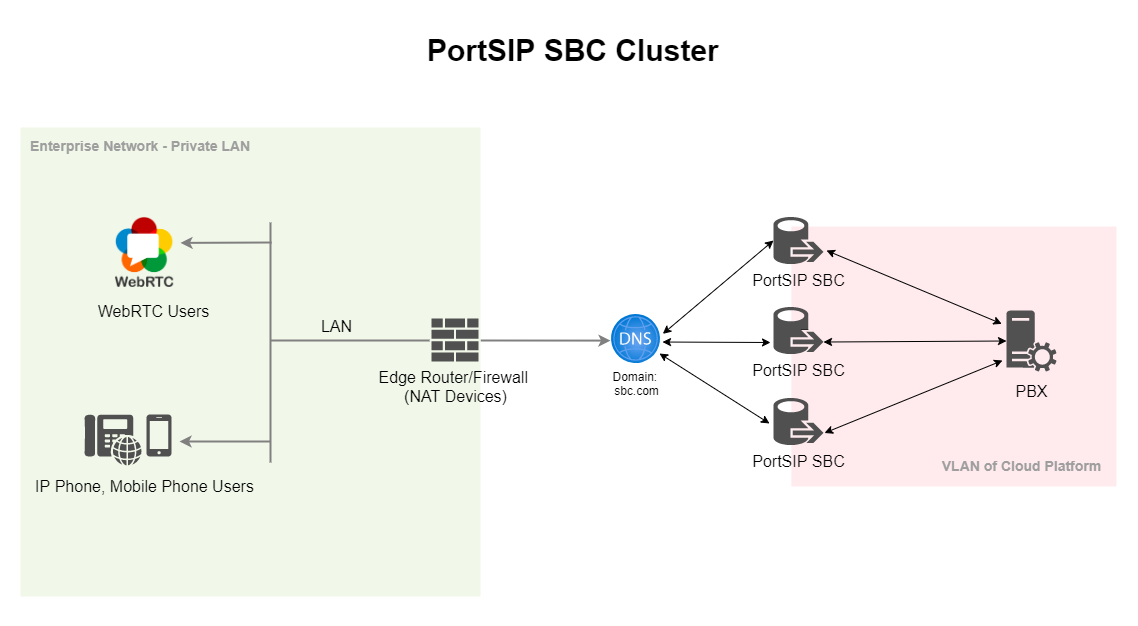 PortSIP SBC Cluster
Enterprise Network - Private LAN
WebRTC
WebRTC Users
LAN
Edge Router/Firewall
(NAT Devices)
IP Phone, Mobile Phone Users
DNS
Domain:
sbc.com
PortSIP SBC
PortSIP SBC
PortSIP SBC
PBX
VLAN of Cloud Platform